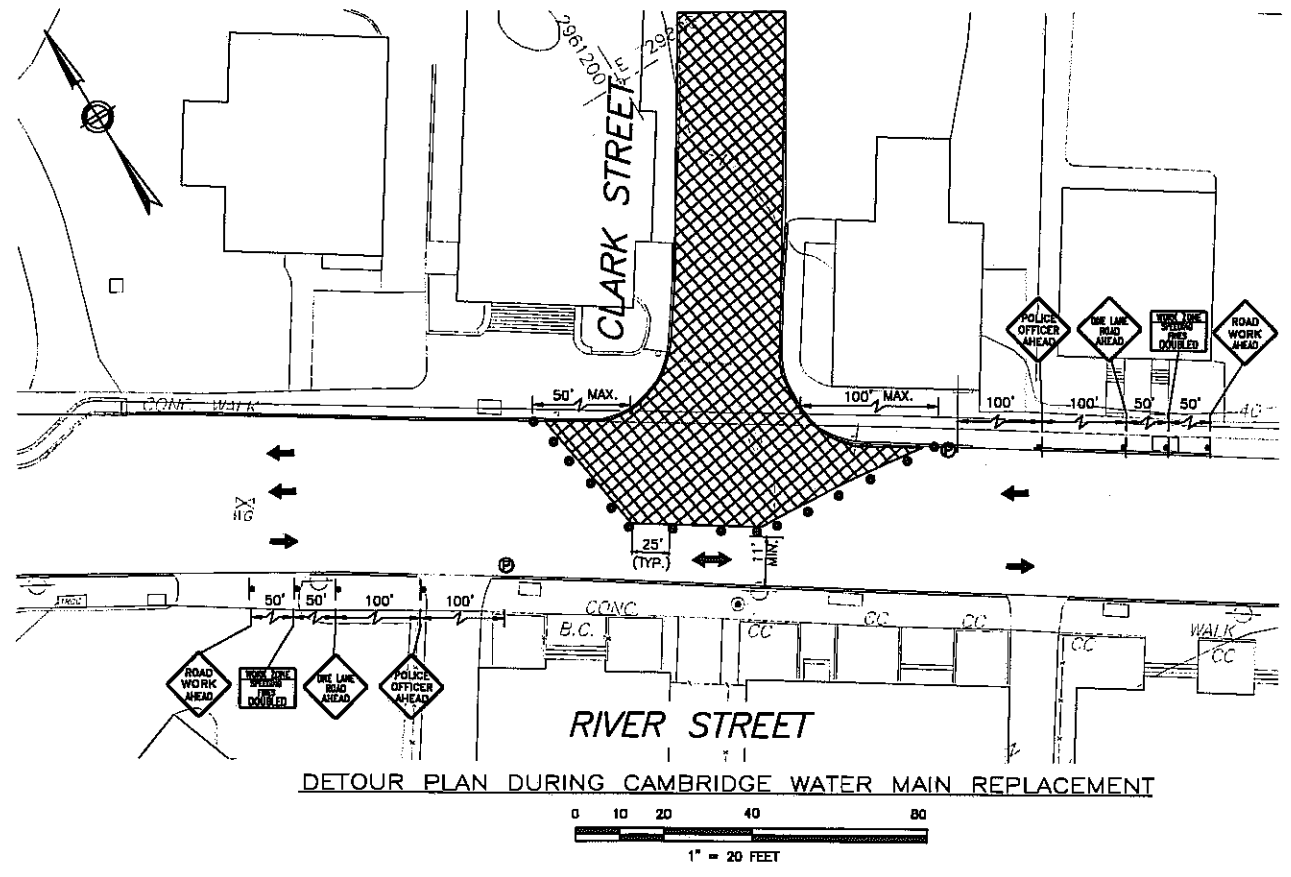 2961200
CLARK STREET
POLICE
OFFICER
AHEAD
ONE LANE
ROAD
AHEAD
WORK ZONE
SPEEDING
FINES
DOUBLED
ROAD
WORK
AHEAD
50' MAX.
100' MAX.
100'
100'
50'
50'
CONC. WALK
P
25'
(TYP.)
11'
MIN.
P
50'
50'
100'
100'
CONC.
B.C.
CC
CC
CC
CC
WALK
CC
ROAD
WORK
AHEAD
WORK ZONE
SPEEDING
FINES
DOUBLED
ONE LANE
ROAD
AHEAD
POLICE
OFFICER
AHEAD
RIVER STREET
DETOUR PLAN DURING CAMBRIDGE WATER MAIN REPLACEMENT
0 10 20 40 80
1" = 20 FEET